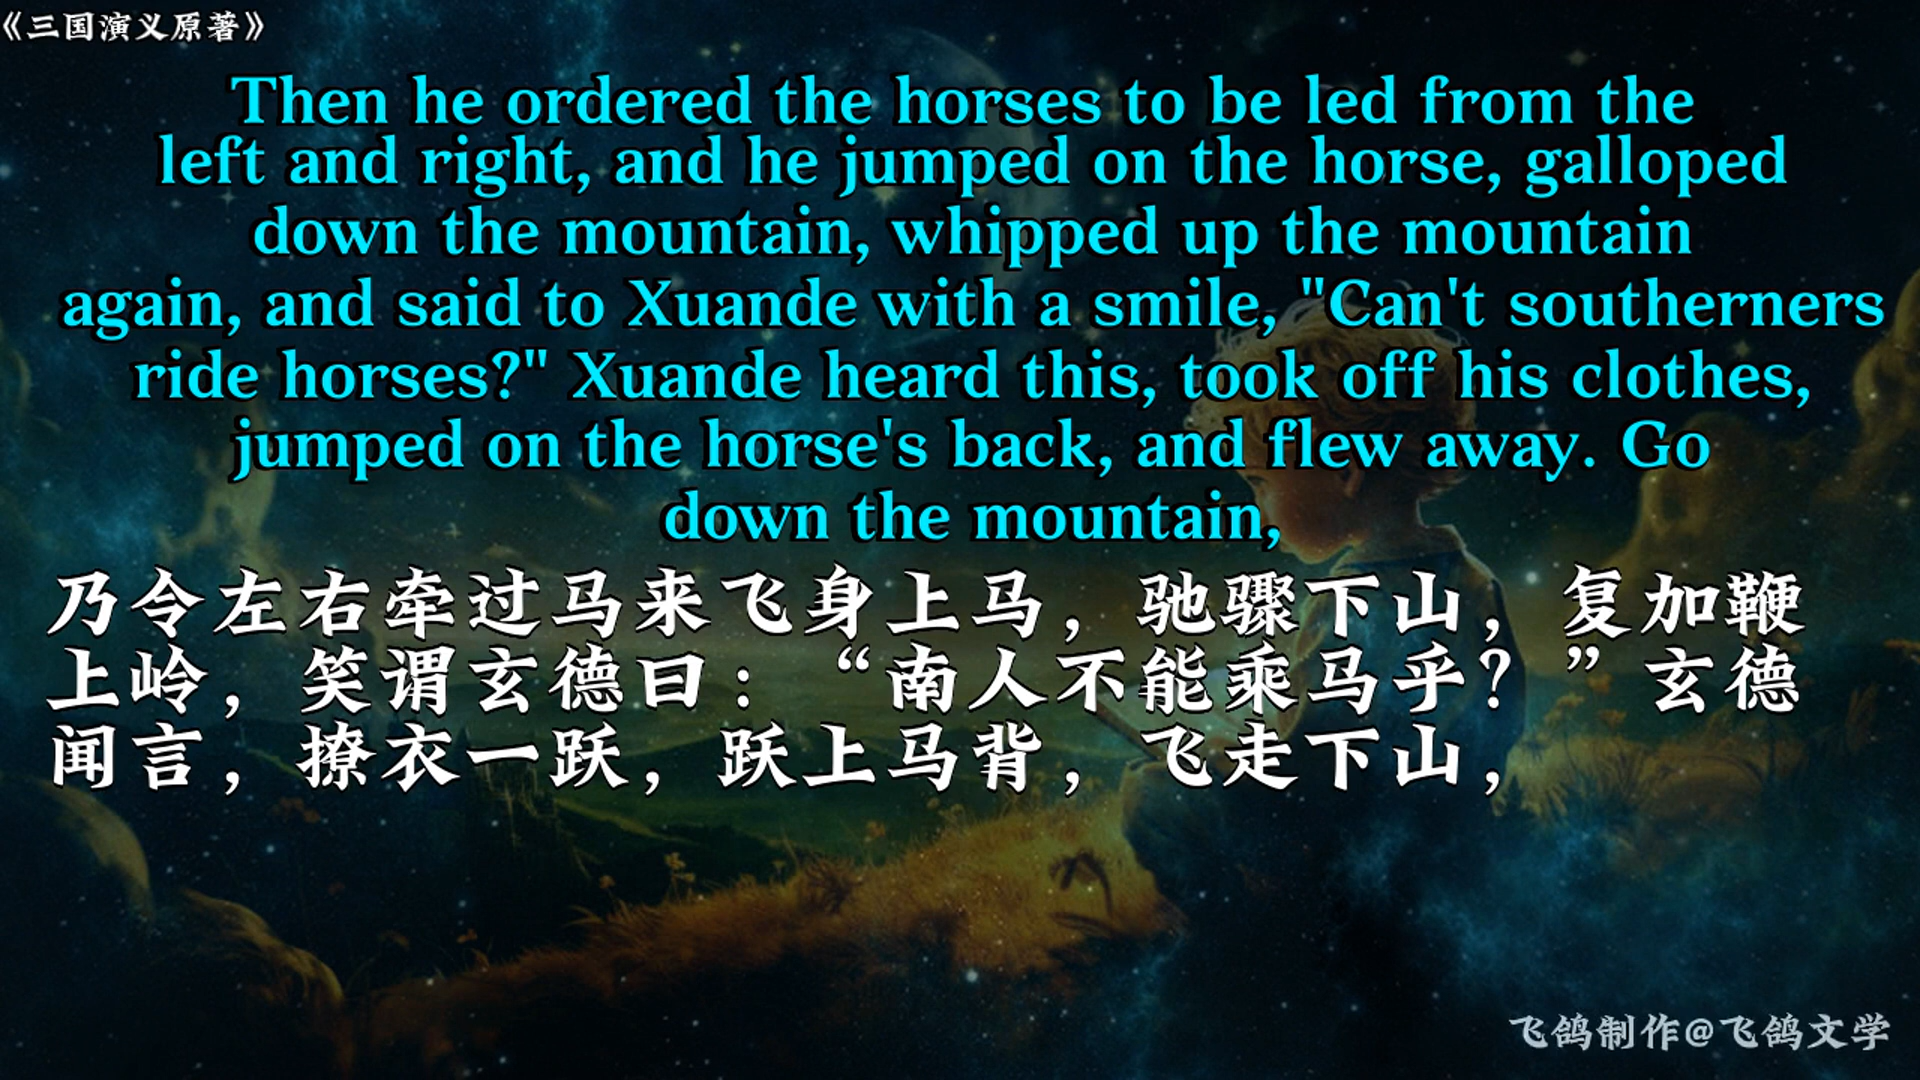 《三国演义原著》
Then he ordered the horses to be led from the
left and right, and he jumped on the horse, galloped
down the mountain, whipped up the mountain
again, and said to Xuande with a smile, "Can't southerners
ride horses?" Xuande heard this, took off his clothes,
jumped on the horse's back, and flew away. Go
down the mountain,
乃令左右牵过马来飞身上马，驰骤下山，复加鞭
上岭，笑谓玄德曰：“南人不能乘马乎？”玄德
闻言，撩衣一跃，跃上马背，飞走下山，
飞鸽制作@飞鸽文学